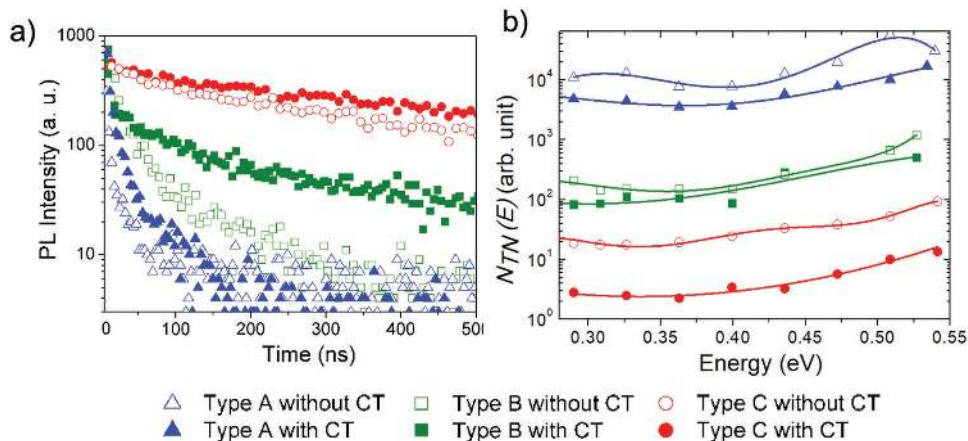 a)
1000
100
10
PL Intensity (a. u.)
0 100 200 300 400 500
Time (ns)
b)
10⁴
10³
10²
10¹
10⁰
N_TN (E) (arb. unit)
0.30 0.35 0.40 0.45 0.50 0.55
Energy (eV)
Type A without CT Type B without CT Type C without CT
Type A with CT Type B with CT Type C with CT